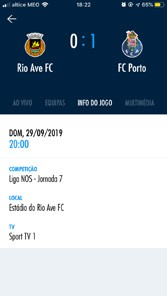 altice MEO
18:22
0 : 1
Rio Ave FC
FC Porto
AO VIVO EQUIPAS INFO DO JOGO MULTIMÉDIA
DOM, 29/09/2019
20:00
COMPETIÇÃO
Liga NOS - Jornada 7
LOCAL
Estádio do Rio Ave FC
TV
Sport TV 1